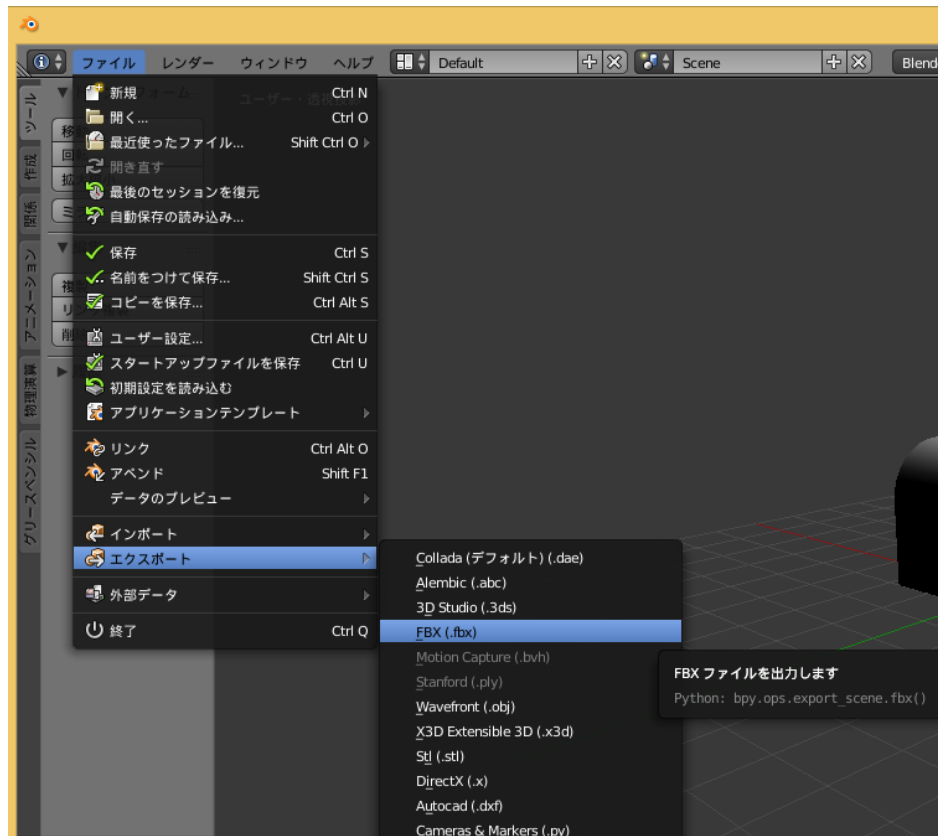 ファイル レンダー ウィンドウ ヘルプ Default Scene Blend
ユーザー・透視投影
ツール
作成
関係
アニメーション
物理演算
グリースペンシル
新規 Ctrl N
開く... Ctrl O
最近使ったファイル... Shift Ctrl O
開き直す
最後のセッションを復元
自動保存の読み込み...
保存 Ctrl S
名前をつけて保存... Shift Ctrl S
コピーを保存... Ctrl Alt S
ユーザー設定... Ctrl Alt U
スタートアップファイルを保存 Ctrl U
初期設定を読み込む
アプリケーションテンプレート
リンク Ctrl Alt O
アペンド Shift F1
データのプレビュー
インポート
エクスポート
外部データ
終了 Ctrl Q
Collada (デフォルト) (.dae)
Alembic (.abc)
3D Studio (.3ds)
FBX (.fbx)
Motion Capture (.bvh)
Stanford (.ply)
Wavefront (.obj)
X3D Extensible 3D (.x3d)
Stl (.stl)
DirectX (.x)
Autocad (.dxf)
Cameras & Markers (.py)
FBX ファイルを出力します
Python: bpy.ops.export_scene.fbx()